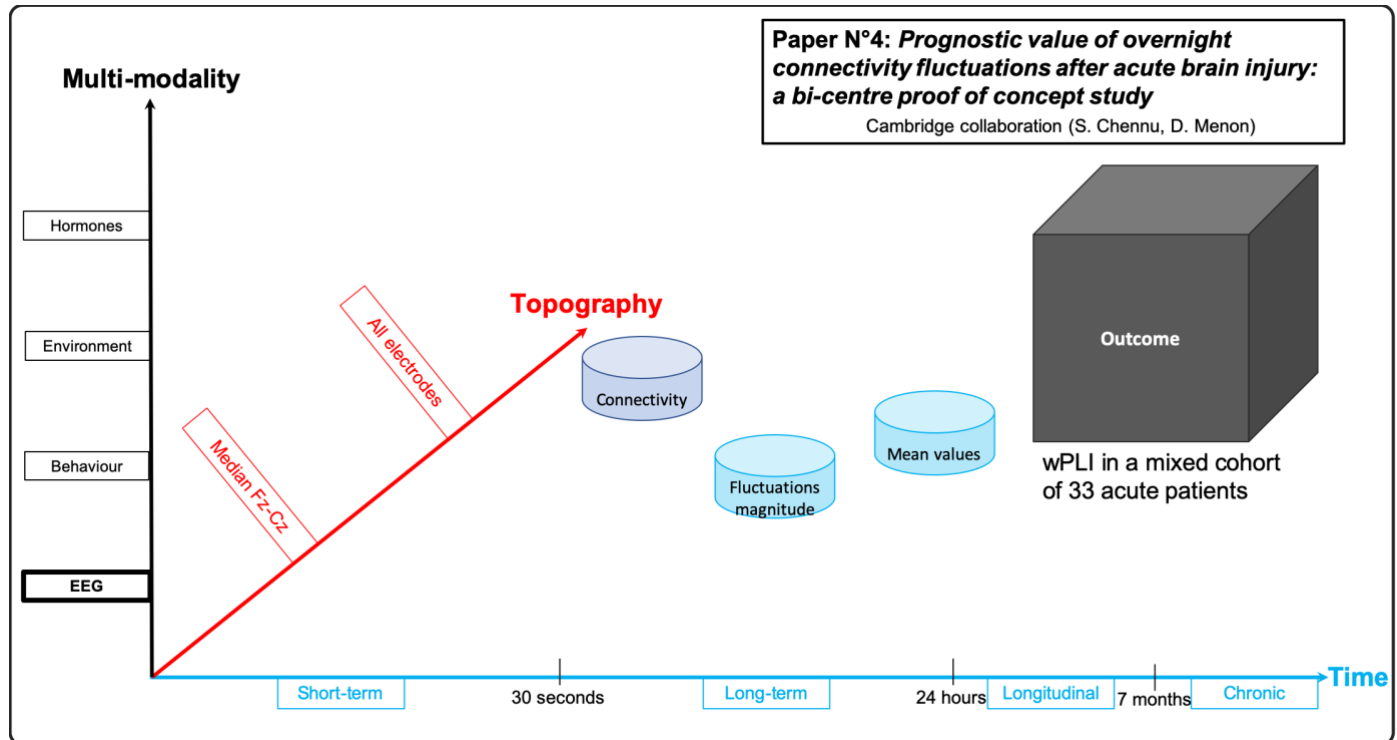 Paper N°4: Prognostic value of overnight
connectivity fluctuations after acute brain injury:
a bi-centre proof of concept study
Cambridge collaboration (S. Chennu, D. Menon)
Multi-modality
Hormones
Environment
Behaviour
EEG
Topography
All electrodes
Median Fz-Cz
Connectivity
Fluctuations
magnitude
Mean values
Outcome
wPLI in a mixed cohort
of 33 acute patients
Time
Short-term
30 seconds
Long-term
24 hours
Longitudinal
7 months
Chronic